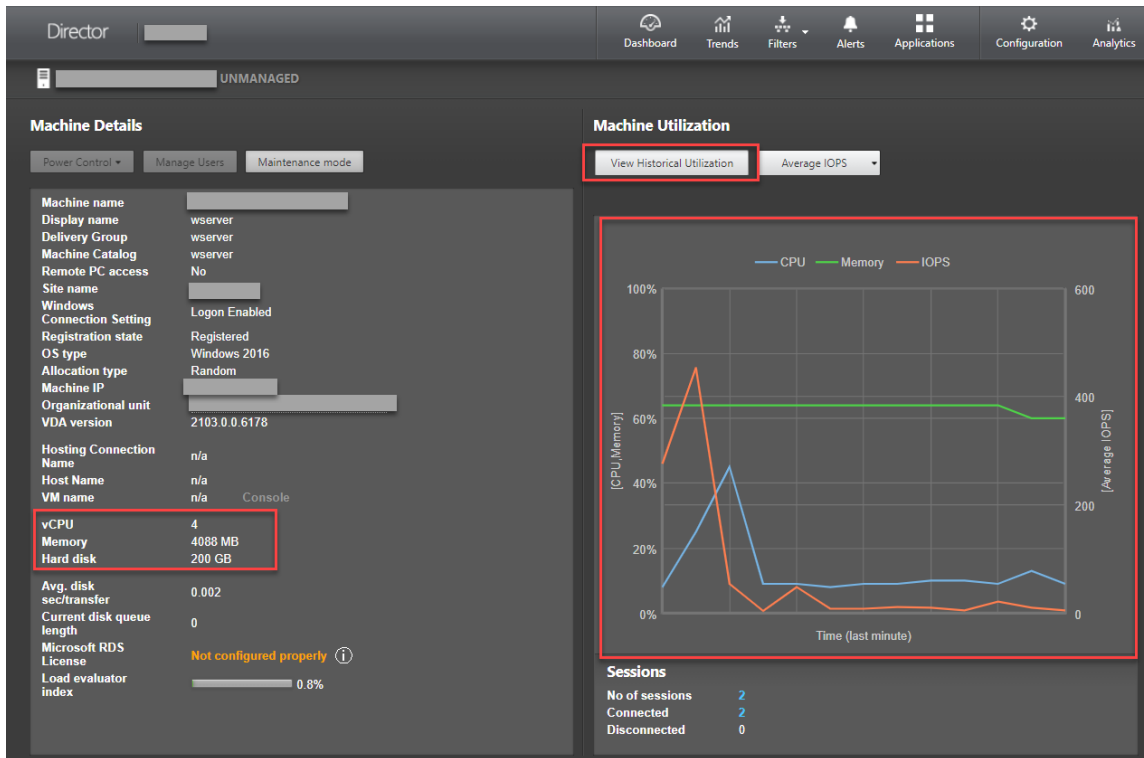 Director
Dashboard
Trends
Filters
Alerts
Applications
Configuration
Analytics
UNMANAGED
Machine Details
Power Control
Manage Users
Maintenance mode
Machine name
Display name wserver
Delivery Group wserver
Machine Catalog wserver
Remote PC access No
Site name
Windows
Connection Setting
Logon Enabled
Registration state Registered
OS type Windows 2016
Allocation type Random
Machine IP
Organizational unit
VDA version 2103.0.0.6178
Hosting Connection
Name
n/a
Host Name n/a
VM name n/a Console
vCPU 4
Memory 4088 MB
Hard disk 200 GB
Avg. disk
sec/transfer
0.002
Current disk queue
length
0
Microsoft RDS
License
Not configured properly
Load evaluator
index
0.8%
Machine Utilization
View Historical Utilization
Average IOPS
CPU Memory IOPS
100%
80%
60%
40%
20%
0%
[CPU,Memory]
600
400
200
0
[Average IOPS]
Time (last minute)
Sessions
No of sessions 2
Connected 2
Disconnected 0